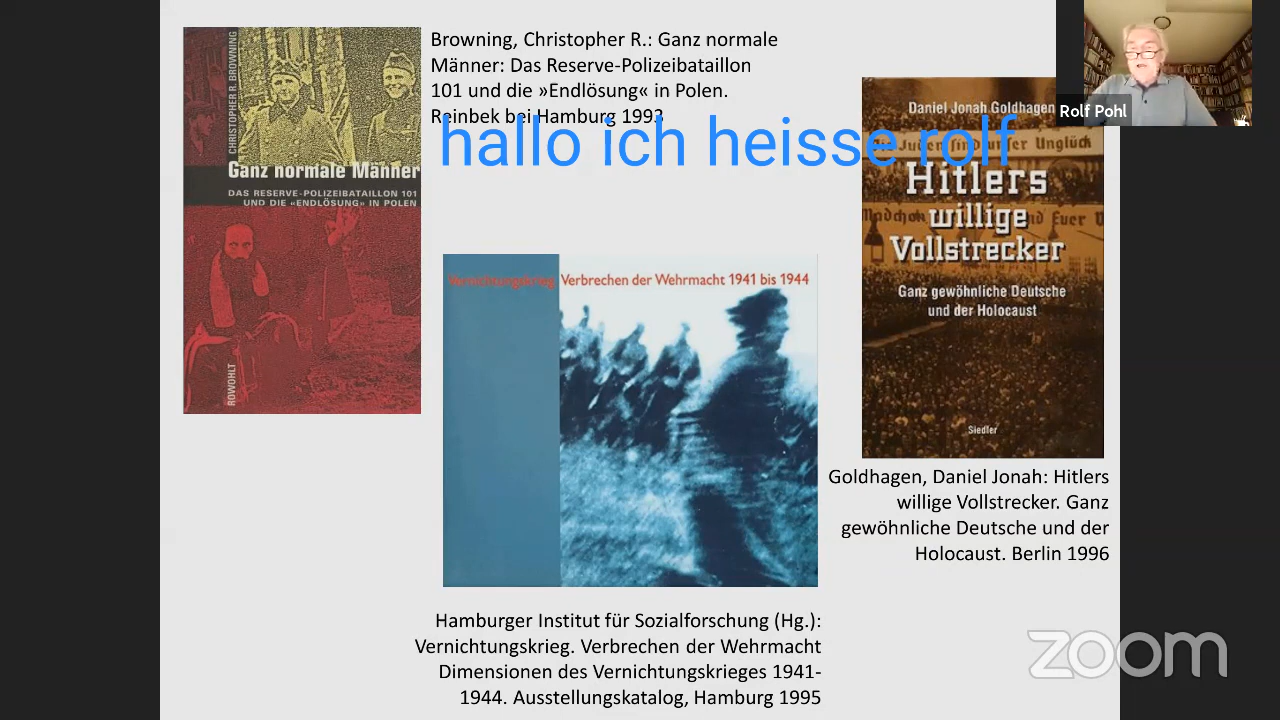 Browning, Christopher R.: Ganz normale
Männer: Das Reserve-Polizeibataillon
101 und die »Endlösung« in Polen.
Reinbek bei Hamburg 1993
hallo ich heisse rolf
CHRISTOPHER R. BROWNING
Ganz normale Männer
DAS RESERVE-POLIZEIBATAILLON 101
UND DIE «ENDLÖSUNG» IN POLEN
ROWOHLT
Rolf Pohl
Daniel Jonah Goldhagen
Hitlers
willige
Vollstrecker
Ganz gewöhnliche Deutsche
und der Holocaust
Siedler
Goldhagen, Daniel Jonah: Hitlers
willige Vollstrecker. Ganz
gewöhnliche Deutsche und der
Holocaust. Berlin 1996
Vernichtungskrieg Verbrechen der Wehrmacht 1941 bis 1944
Hamburger Institut für Sozialforschung (Hg.):
Vernichtungskrieg. Verbrechen der Wehrmacht
Dimensionen des Vernichtungskrieges 1941-
1944. Ausstellungskatalog, Hamburg 1995
zoom